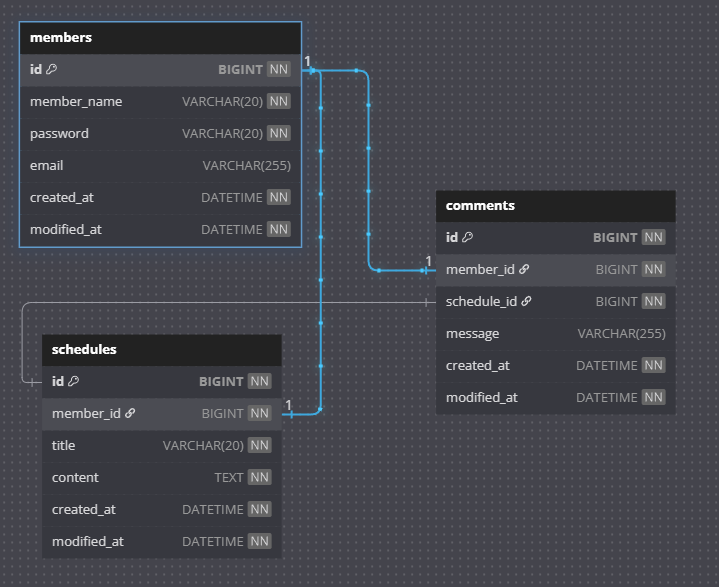 members
id BIGINT NN
member_name VARCHAR(20) NN
password VARCHAR(20) NN
email VARCHAR(255)
created_at DATETIME NN
modified_at DATETIME NN
1
comments
id BIGINT NN
1
member_id BIGINT NN
schedule_id BIGINT NN
message VARCHAR(255)
created_at DATETIME NN
modified_at DATETIME NN
schedules
id BIGINT NN
member_id BIGINT NN
1
title VARCHAR(20) NN
content TEXT NN
created_at DATETIME NN
modified_at DATETIME NN